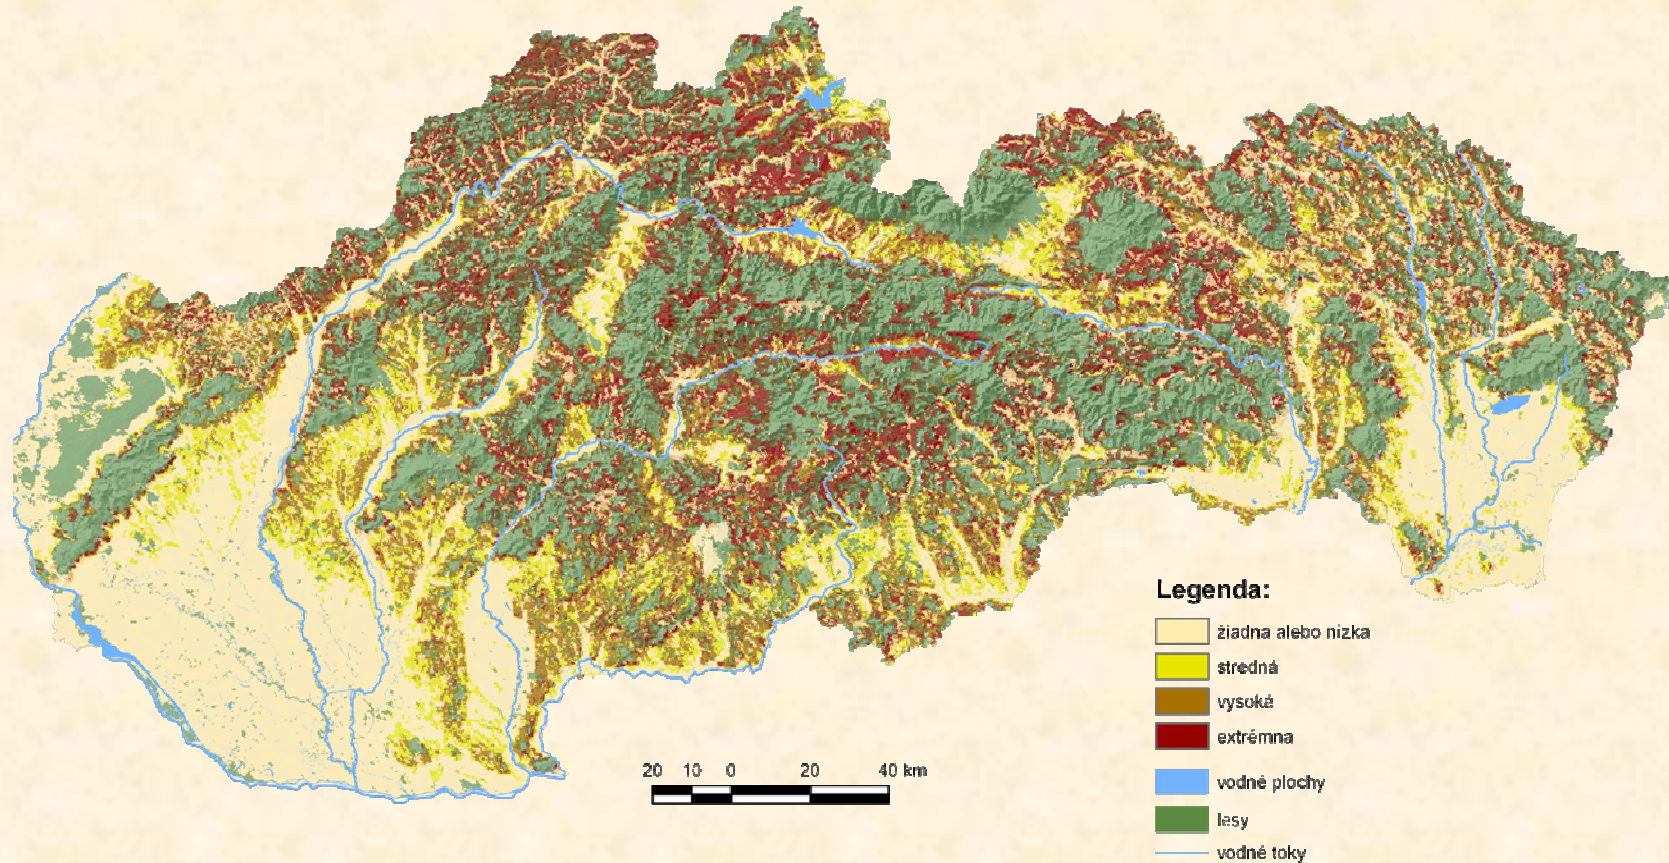 Legenda:
žiadna alebo nízka
stredná
vysoká
extrémna
20 10 0 20 40 km
vodné plochy
lesy
vodné toky